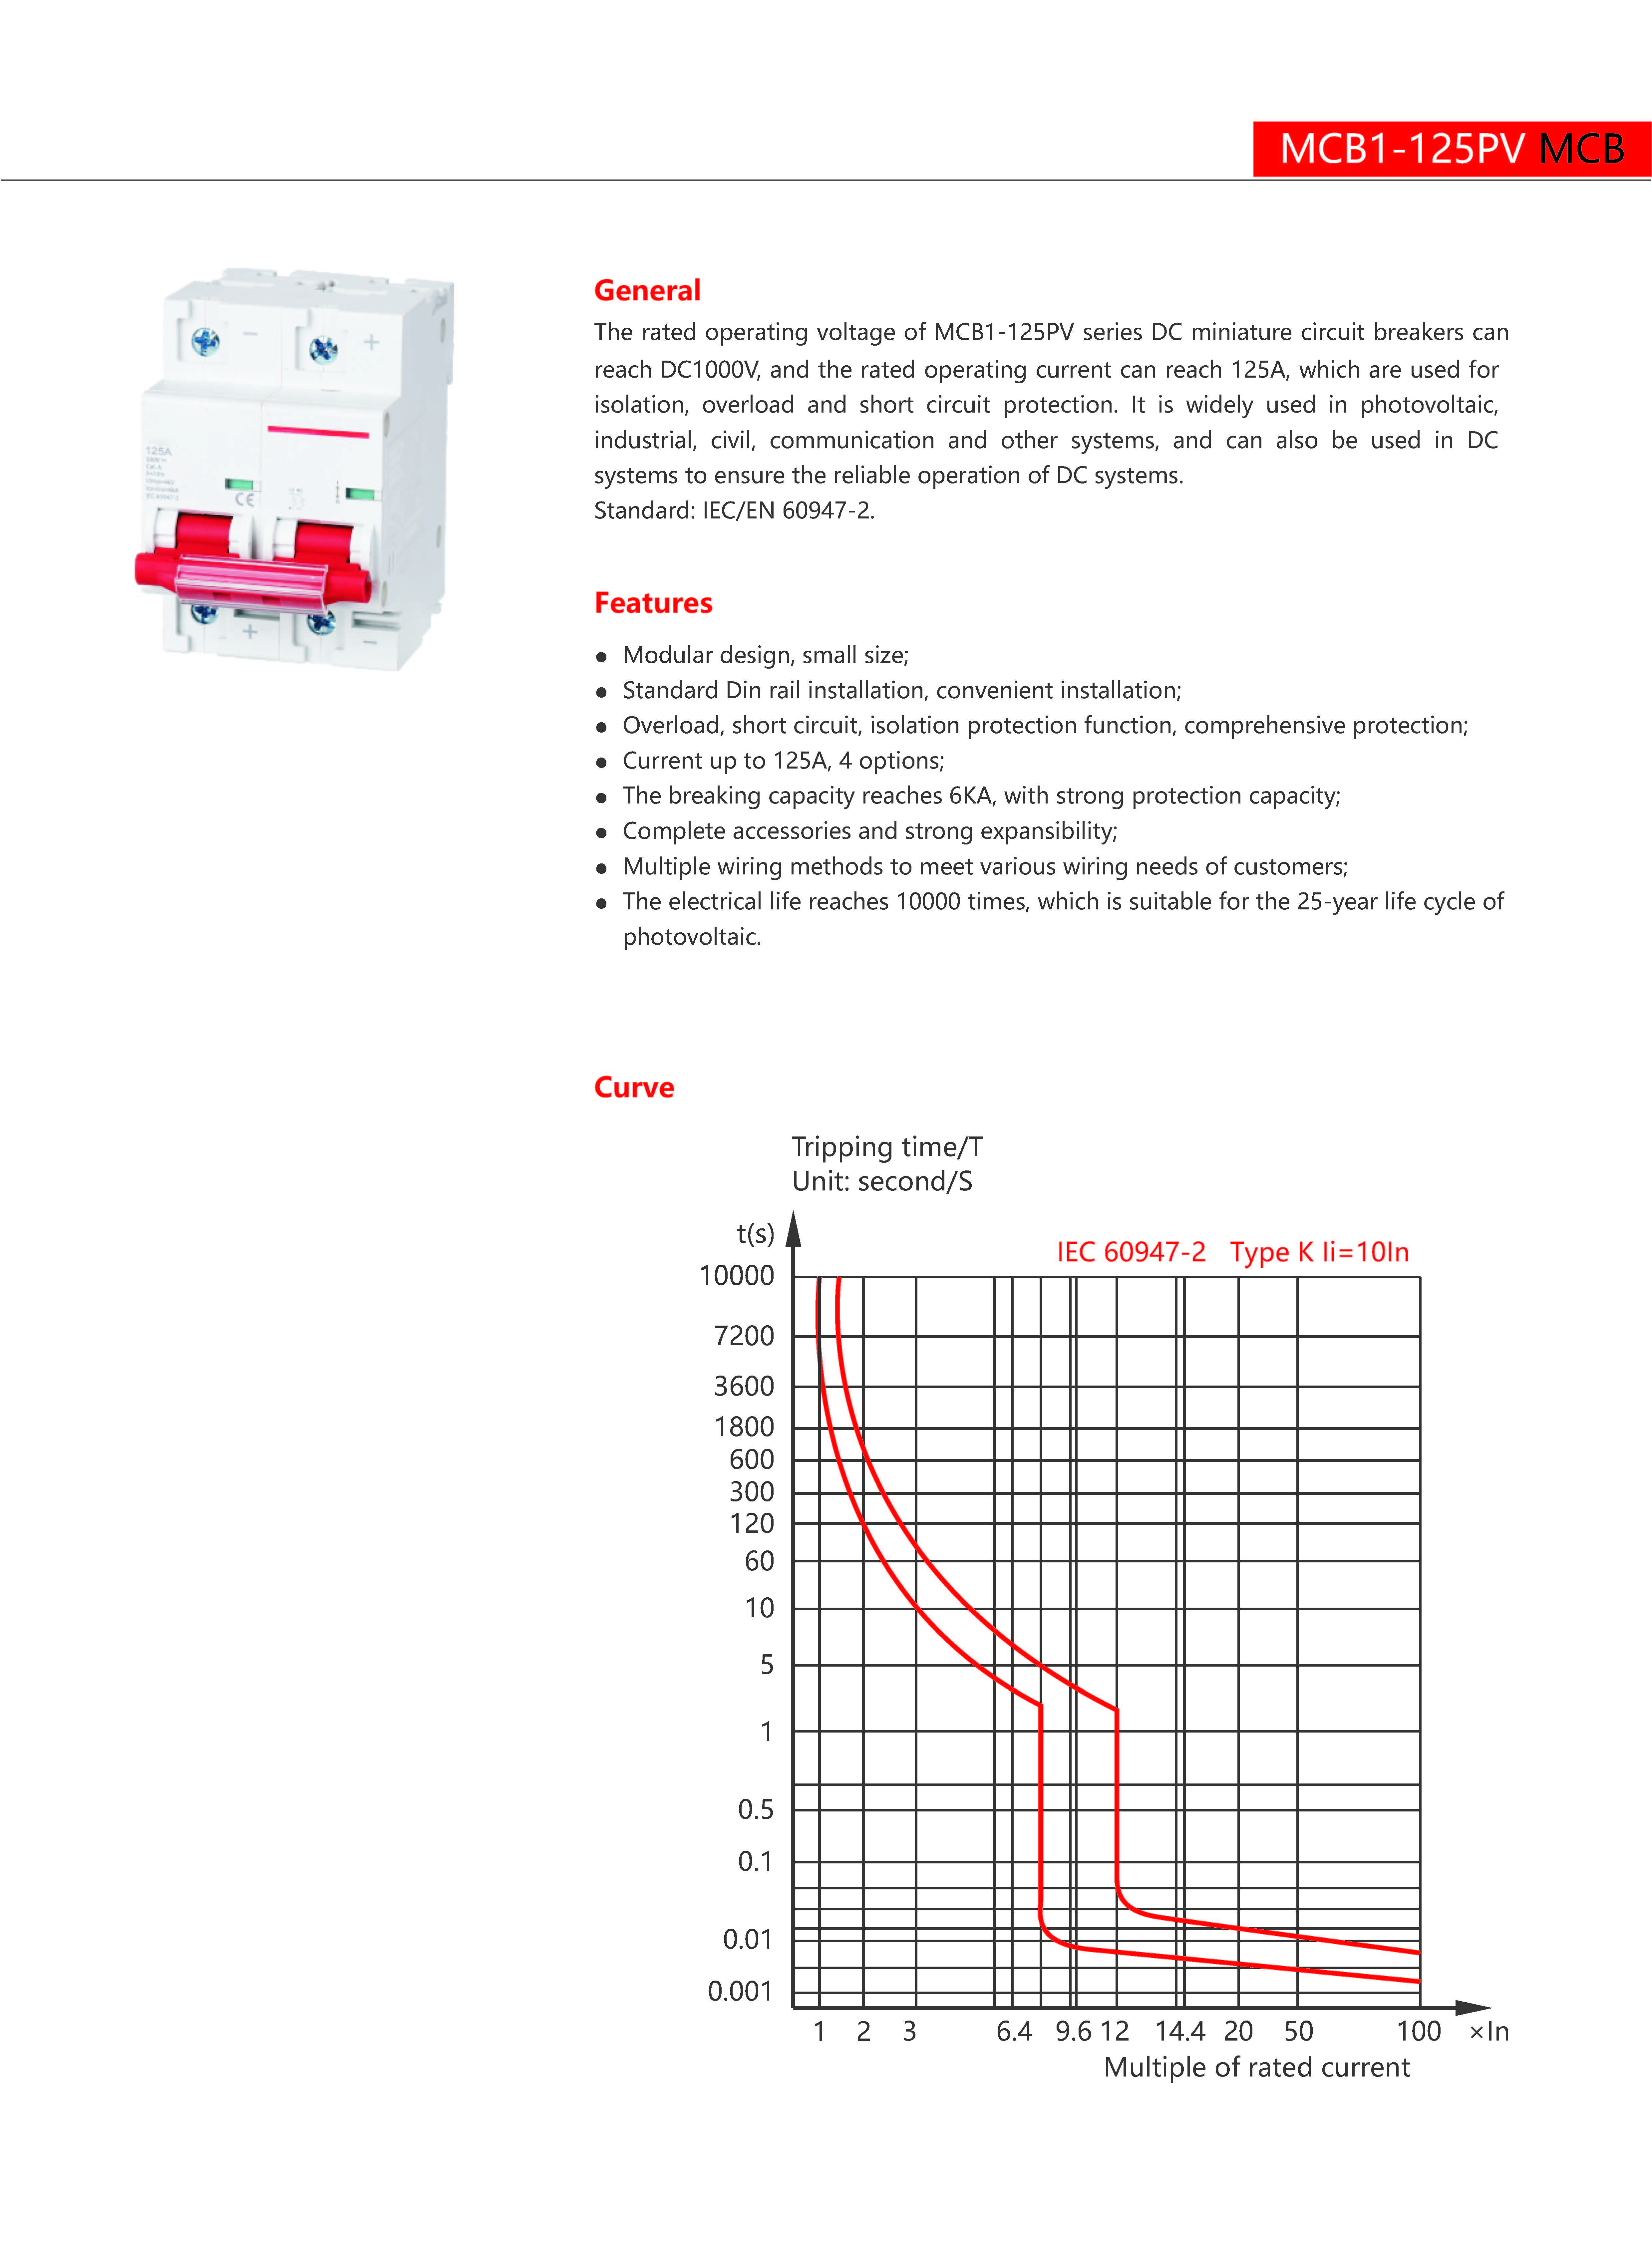 MCB1-125PV MCB
125A
CE
General
The rated operating voltage of MCB1-125PV series DC miniature circuit breakers can
reach DC1000V, and the rated operating current can reach 125A, which are used for
isolation, overload and short circuit protection. It is widely used in photovoltaic,
industrial, civil, communication and other systems, and can also be used in DC
systems to ensure the reliable operation of DC systems.
Standard: IEC/EN 60947-2.
Features
● Modular design, small size;
● Standard Din rail installation, convenient installation;
● Overload, short circuit, isolation protection function, comprehensive protection;
● Current up to 125A, 4 options;
● The breaking capacity reaches 6KA, with strong protection capacity;
● Complete accessories and strong expansibility;
● Multiple wiring methods to meet various wiring needs of customers;
● The electrical life reaches 10000 times, which is suitable for the 25-year life cycle of
photovoltaic.
Curve
Tripping time/T
Unit: second/S
t(s)
IEC 60947-2 Type K Ii=10In
10000
7200
3600
1800
600
300
120
60
10
5
1
0.5
0.1
0.01
0.001
1 2 3 6.4 9.6 12 14.4 20 50 100 ×In
Multiple of rated current